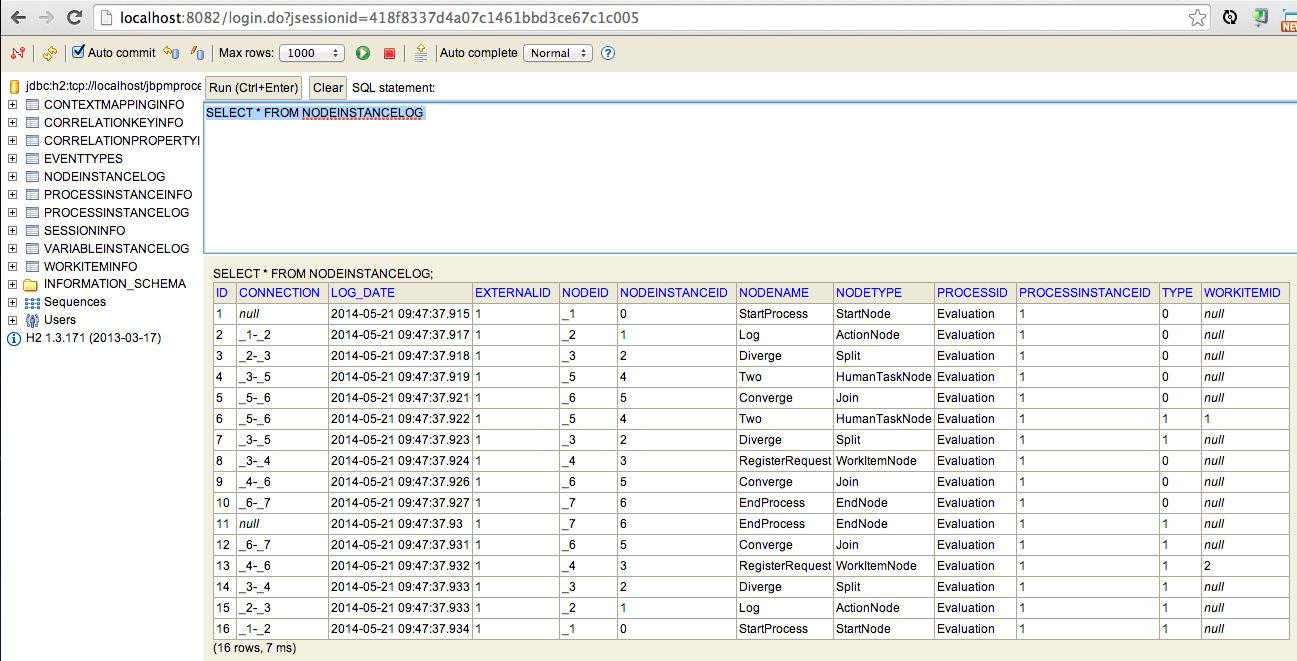 localhost:8082/login.do?jsessionid=418f8337d4a07c1461bbd3ce67c1c005
NEW
Auto commit Max rows: 1000 Auto complete Normal
jdbc:h2:tcp://localhost/jbpmproce
Run (Ctrl+Enter) Clear SQL statement:
CONTEXTMAPPINGINFO
CORRELATIONKEYINFO
CORRELATIONPROPERTYI
EVENTTYPES
NODEINSTANCELOG
PROCESSINSTANCEINFO
PROCESSINSTANCELOG
SESSIONINFO
VARIABLEINSTANCELOG
WORKITEMINFO
INFORMATION_SCHEMA
Sequences
Users
H2 1.3.171 (2013-03-17)
SELECT * FROM NODEINSTANCELOG
SELECT * FROM NODEINSTANCELOG;
ID CONNECTION LOG_DATE EXTERNALID NODEID NODEINSTANCEID NODENAME NODETYPE PROCESSID PROCESSINSTANCEID TYPE WORKITEMID
1 null 2014-05-21 09:47:37.915 1 _1 0 StartProcess StartNode Evaluation 1 0 null
2 _1-_2 2014-05-21 09:47:37.917 1 _2 1 Log ActionNode Evaluation 1 0 null
3 _2-_3 2014-05-21 09:47:37.918 1 _3 2 Diverge Split Evaluation 1 0 null
4 _3-_5 2014-05-21 09:47:37.919 1 _5 4 Two HumanTaskNode Evaluation 1 0 null
5 _5-_6 2014-05-21 09:47:37.921 1 _6 5 Converge Join Evaluation 1 0 null
6 _5-_6 2014-05-21 09:47:37.922 1 _5 4 Two HumanTaskNode Evaluation 1 1 1
7 _3-_5 2014-05-21 09:47:37.923 1 _3 2 Diverge Split Evaluation 1 1 null
8 _3-_4 2014-05-21 09:47:37.924 1 _4 3 RegisterRequest WorkItemNode Evaluation 1 0 null
9 _4-_6 2014-05-21 09:47:37.926 1 _6 5 Converge Join Evaluation 1 0 null
10 _6-_7 2014-05-21 09:47:37.927 1 _7 6 EndProcess EndNode Evaluation 1 0 null
11 null 2014-05-21 09:47:37.93 1 _7 6 EndProcess EndNode Evaluation 1 1 null
12 _6-_7 2014-05-21 09:47:37.931 1 _6 5 Converge Join Evaluation 1 1 null
13 _4-_6 2014-05-21 09:47:37.932 1 _4 3 RegisterRequest WorkItemNode Evaluation 1 1 2
14 _3-_4 2014-05-21 09:47:37.933 1 _3 2 Diverge Split Evaluation 1 1 null
15 _2-_3 2014-05-21 09:47:37.933 1 _2 1 Log ActionNode Evaluation 1 1 null
16 _1-_2 2014-05-21 09:47:37.934 1 _1 0 StartProcess StartNode Evaluation 1 1 null
(16 rows, 7 ms)